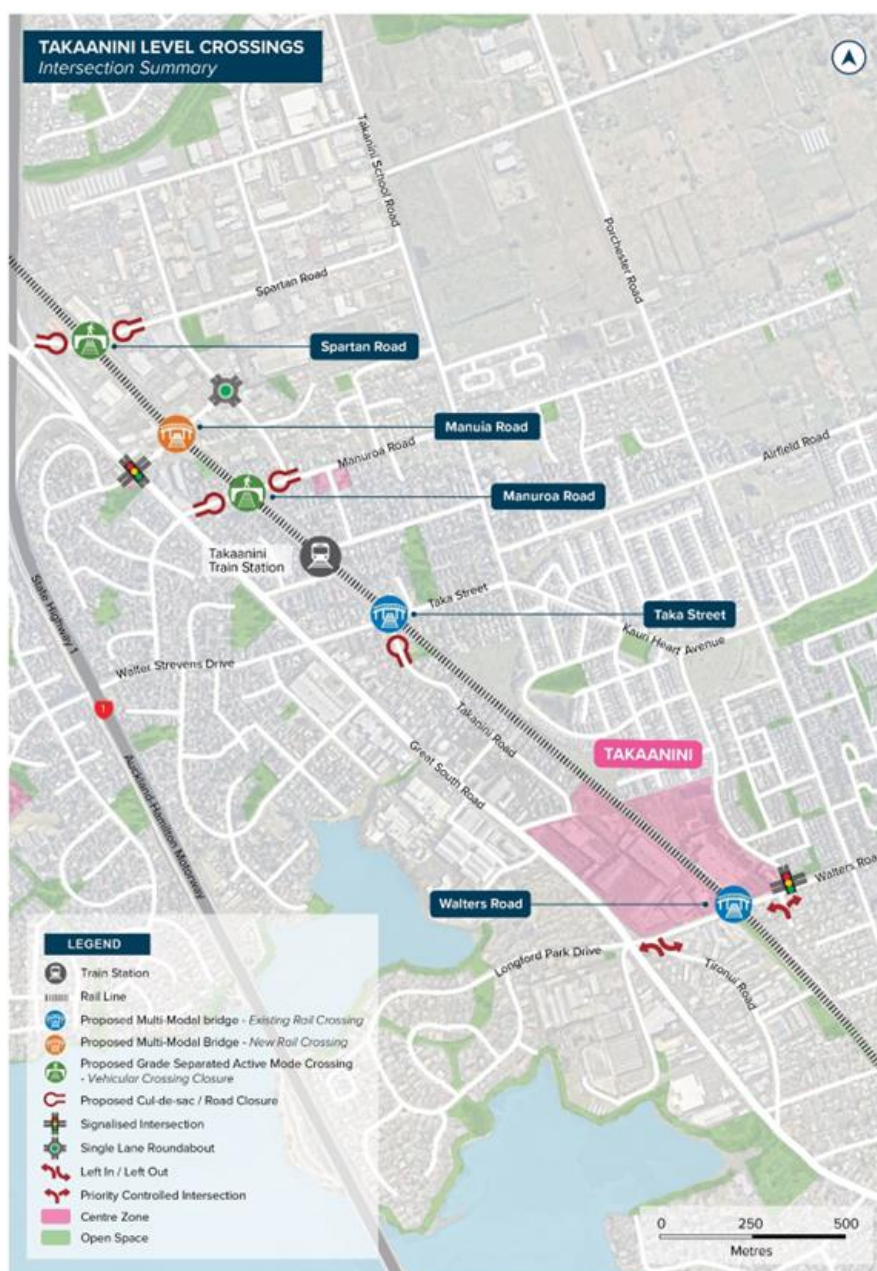 TAKAANINI LEVEL CROSSINGS
Intersection Summary
Takanini School Road
Porchester Road
Spartan Road
Spartan Road
Manuia Road
Manuroa Road
Airfield Road
Manuroa Road
Takaanini
Train Station
Taka Street
Taka Street
Kauri Heart Avenue
State Highway 1
Walter Strevens Drive
1
Takanini Road
TAKAANINI
Great South Road
Auckland Hamilton Motorway
Walters Road
Walters Road
Longford Park Drive
Tironui Road
LEGEND
Train Station
Rail Line
Proposed Multi-Modal bridge - Existing Rail Crossing
Proposed Multi-Modal Bridge - New Rail Crossing
Proposed Grade Separated Active Mode Crossing
- Vehicular Crossing Closure
Proposed Cul-de-sac / Road Closure
Signalised Intersection
Single Lane Roundabout
Left In / Left Out
Priority Controlled Intersection
Centre Zone
Open Space
0 250 500
Metres